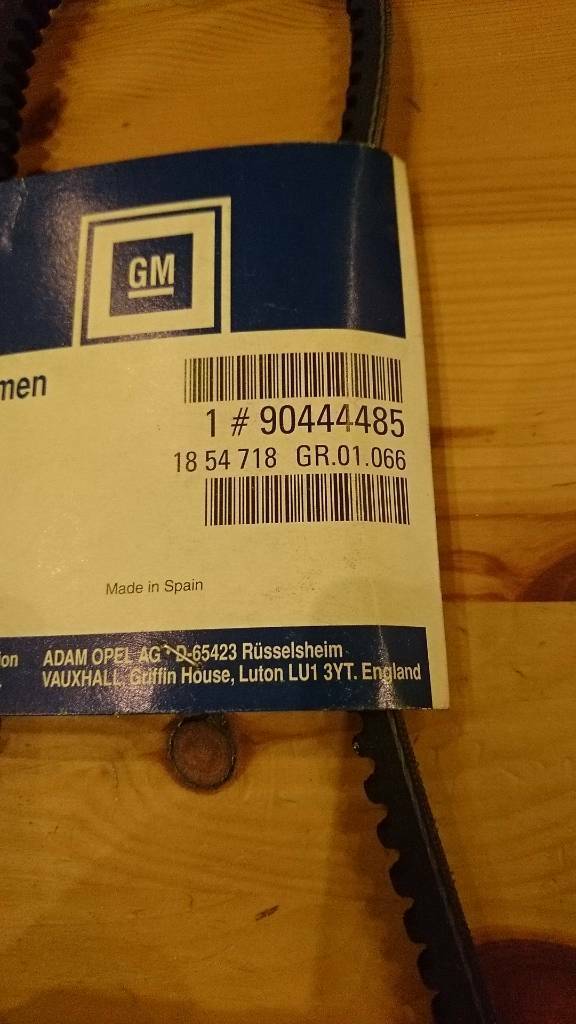 GM
1 # 90444485
18 54 718 GR.01.066
Made in Spain
ADAM OPEL AG D-65423 Rüsselsheim
VAUXHALL, Griffin House, Luton LU1 3YT. England